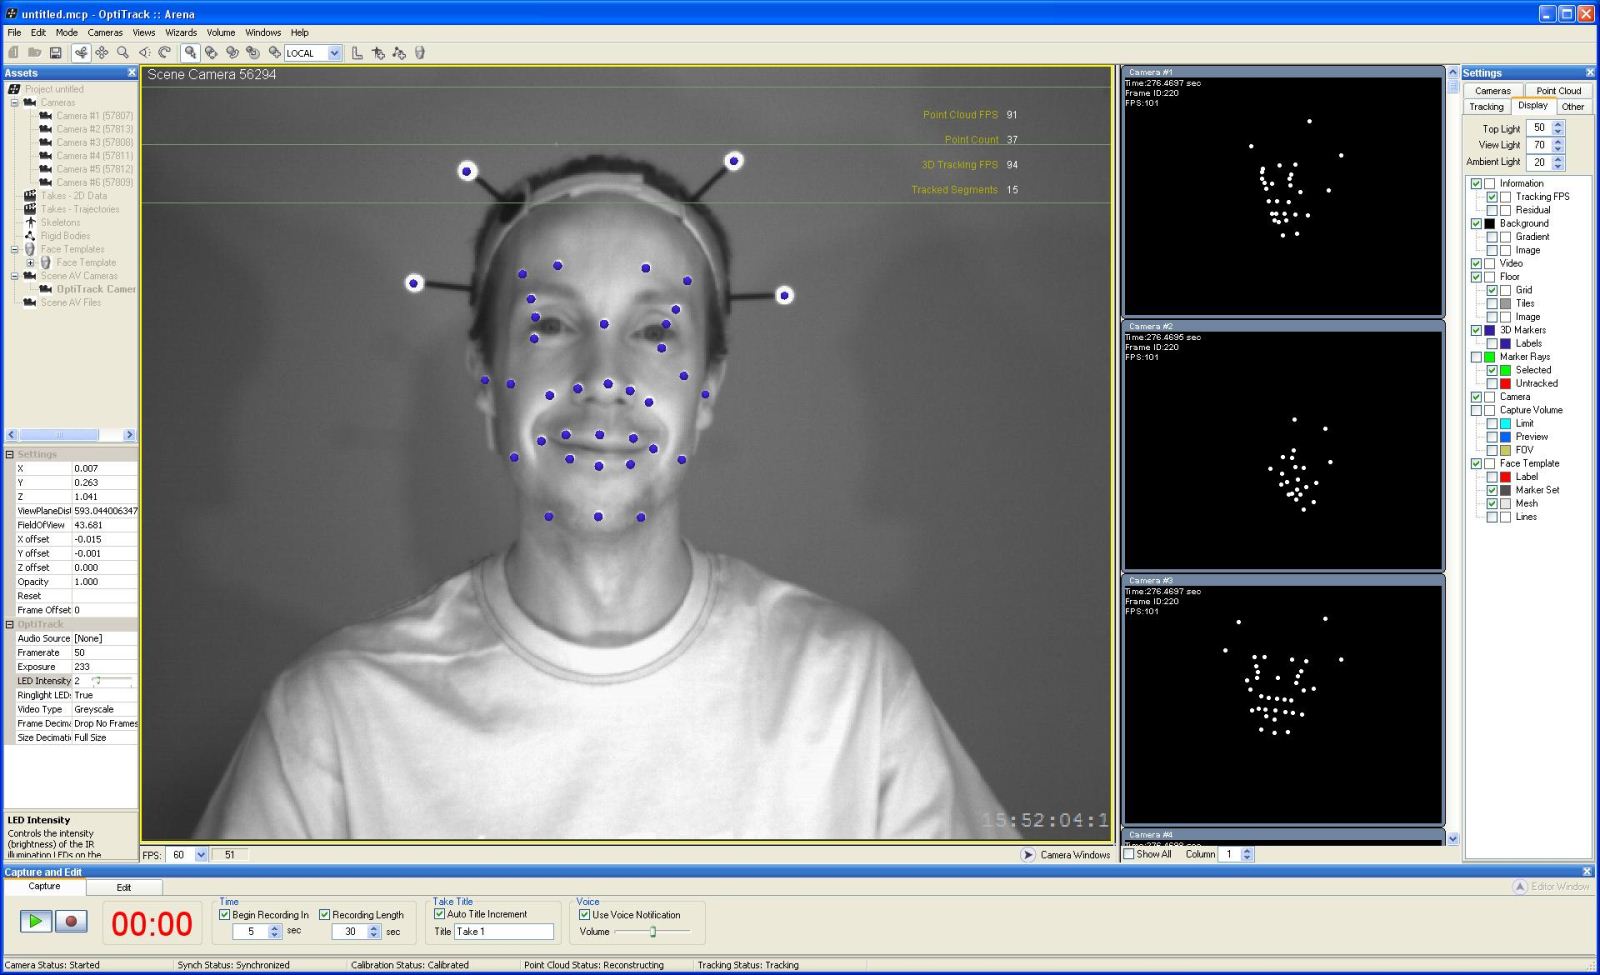 untitled.mcp - OptiTrack :: Arena
File Edit Mode Cameras Views Wizards Volume Windows Help
LOCAL
Assets
Project untitled
Cameras
Camera #1 (57807)
Camera #2 (57813)
Camera #3 (57808)
Camera #4 (57811)
Camera #5 (57812)
Camera #6 (57809)
Takes - 2D Data
Takes - Trajectories
Skeletons
Rigid Bodies
Face Templates
Face Template
Scene AV Cameras
OptiTrack Camer
Scene AV Files
Settings
X 0.007
Y 0.263
Z 1.041
ViewPlaneDist 593.044006347
FieldOfView 43.681
X offset -0.015
Y offset -0.001
Z offset 0.000
Opacity 1.000
Reset
Frame Offset 0
OptiTrack
Audio Source [None]
Framerate 50
Exposure 233
LED Intensity 2
Ringlight LEDs True
Video Type Greyscale
Frame Decima Drop No Frames
Size Decimati Full Size
LED Intensity
Controls the intensity
(brightness) of the IR
illumination LEDs on the
Scene Camera 56294
Point Cloud FPS 91
Point Count 37
3D Tracking FPS 94
Tracked Segments 15
15:52:04:1
FPS: 60 51
Camera Windows
Camera #1
Time:276.4697 sec
Frame ID:220
FPS:101
Camera #2
Time:276.4695 sec
Frame ID:220
FPS:101
Camera #3
Time:276.4697 sec
Frame ID:220
FPS:101
Camera #4
Show All Column 1
Settings
Cameras Point Cloud
Tracking Display Other
Top Light 50
View Light 70
Ambient Light 20
Information
Tracking FPS
Residual
Background
Gradient
Image
Video
Floor
Grid
Tiles
Image
3D Markers
Labels
Marker Rays
Selected
Untracked
Camera
Capture Volume
Limit
Preview
FOV
Face Template
Label
Marker Set
Mesh
Lines
Capture and Edit
Capture Edit
Editor Window
00:00
Time
Begin Recording In
5 sec
Recording Length
30 sec
Take Title
Auto Title Increment
Title Take 1
Voice
Use Voice Notification
Volume
Camera Status: Started
Synch Status: Synchronized
Calibration Status: Calibrated
Point Cloud Status: Reconstructing
Tracking Status: Tracking